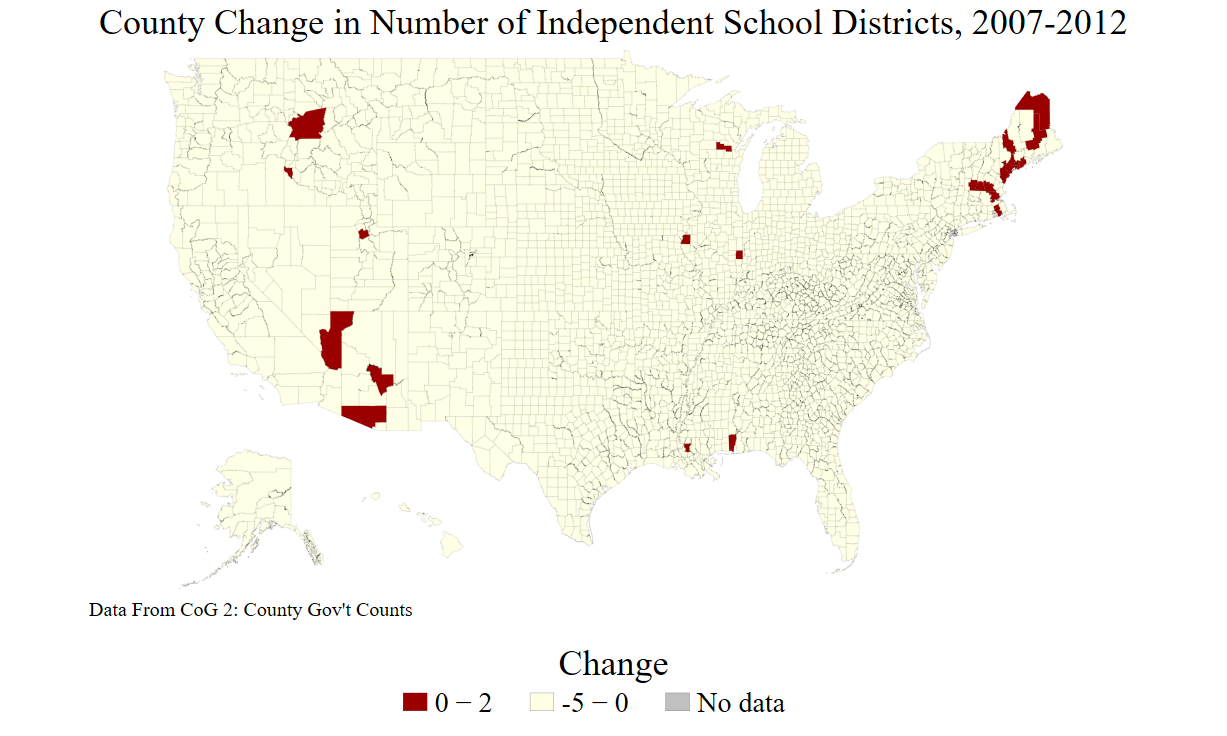 County Change in Number of Independent School Districts, 2007-2012
Data From CoG 2: County Gov't Counts
Change
0 − 2 -5 − 0 No data